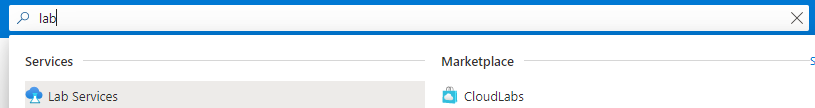 lab
Services
Marketplace
S
Lab Services
CloudLabs